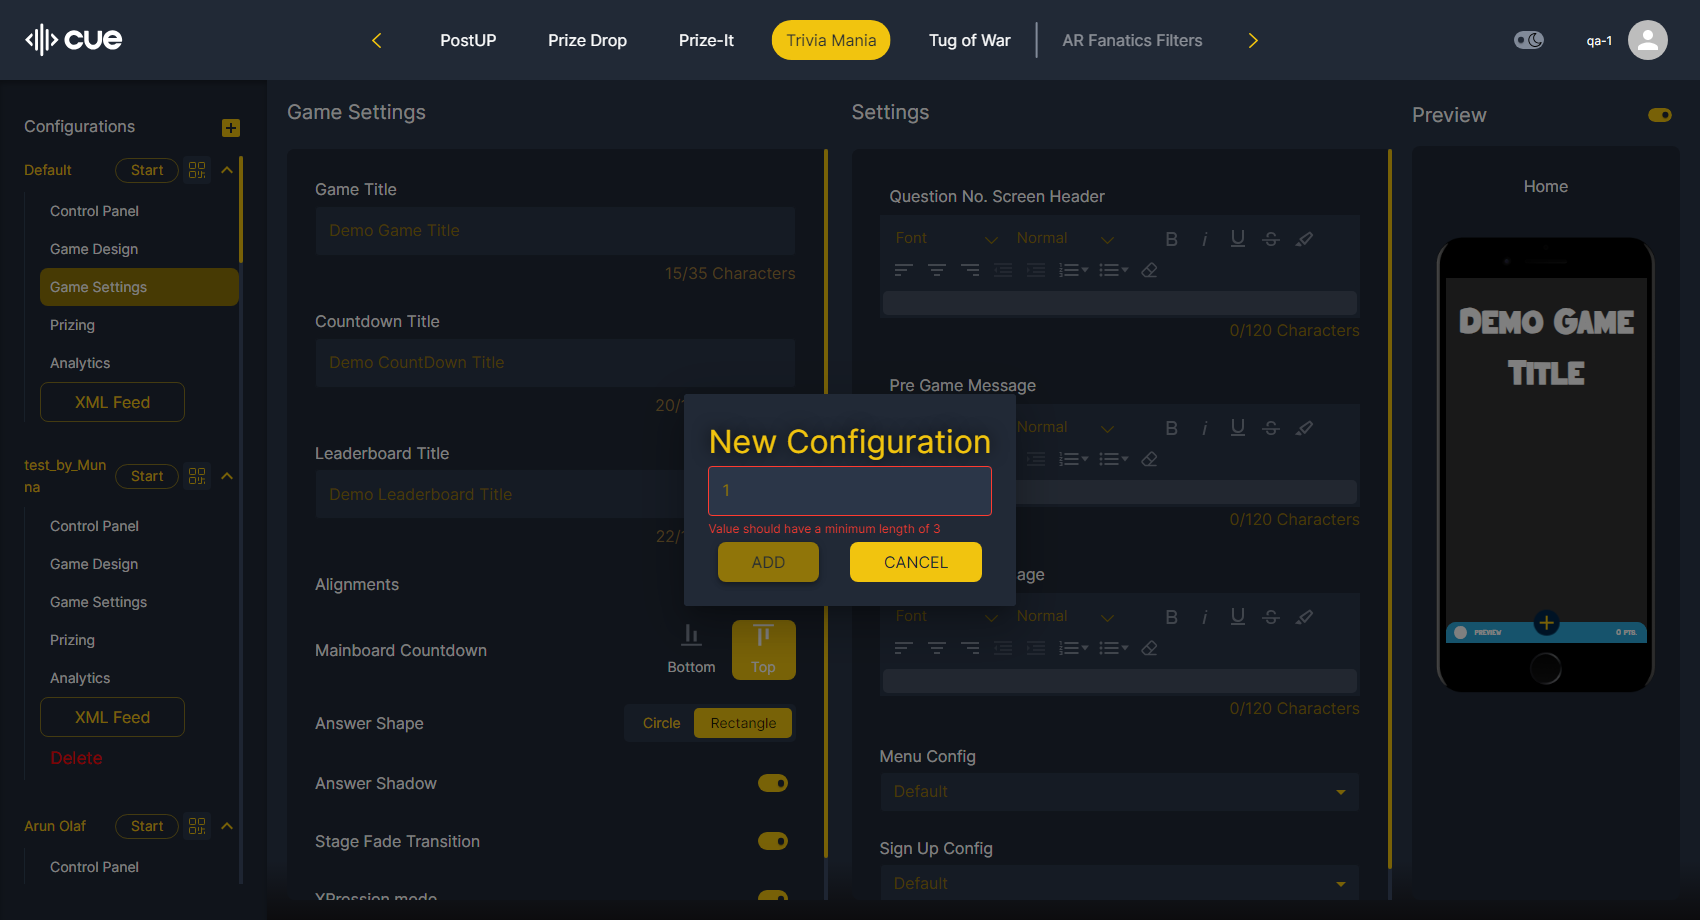 cue
PostUP
Prize Drop
Prize-It
Trivia Mania
Tug of War
AR Fanatics Filters
qa-1
Configurations
Default
Start
Control Panel
Game Design
Game Settings
Prizing
Analytics
XML Feed
test_by_Mun
na
Start
Control Panel
Game Design
Game Settings
Prizing
Analytics
XML Feed
Delete
Arun Olaf
Start
Control Panel
Game Settings
Game Title
Demo Game Title
15/35 Characters
Countdown Title
Demo CountDown Title
20/
Leaderboard Title
Demo Leaderboard Title
22/
Alignments
Mainboard Countdown
Bottom
Top
Answer Shape
Circle
Rectangle
Answer Shadow
Stage Fade Transition
XPression mode
New Configuration
1
Value should have a minimum length of 3
ADD
CANCEL
Settings
Question No. Screen Header
Font
Normal
0/120 Characters
Pre Game Message
Normal
0/120 Characters
age
Font
Normal
0/120 Characters
Menu Config
Default
Sign Up Config
Default
Preview
Home
Demo Game
Title
PREVIEW
0 PTS.